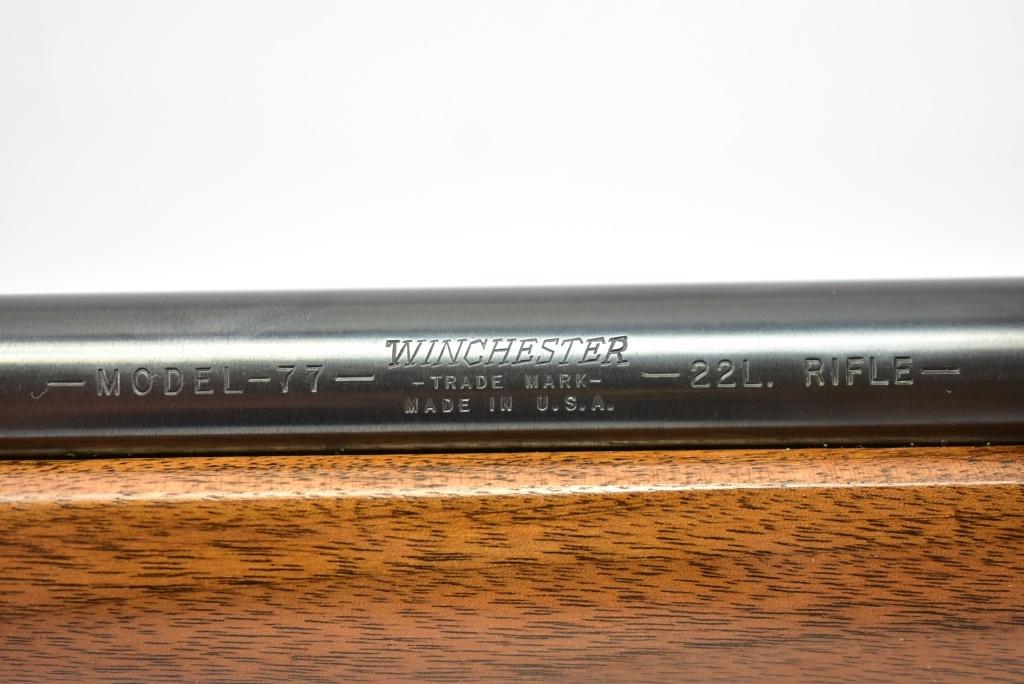 —MODEL-77— WINCHESTER —22L. RIFLE—
-TRADE MARK-
MADE IN U.S.A.